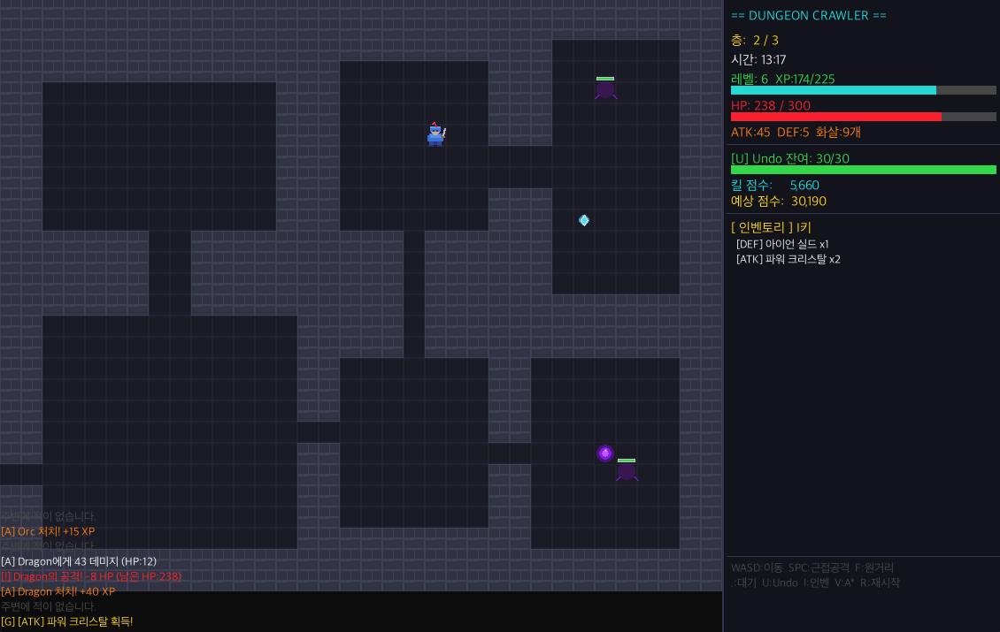 == DUNGEON CRAWLER ==
층: 2 / 3
시간: 13:17
레벨: 6 XP:174/225
HP: 238 / 300
ATK:45 DEF:5 화살:9개
[U] Undo 잔여: 30/30
킬 점수: 5,660
예상 점수: 30,190
[ 인벤토리 ] I키
[DEF] 아이언 실드 x1
[ATK] 파워 크리스탈 x2
주변에 적이 없습니다.
[A] Orc 처치! +15 XP
주변에 적이 없습니다.
[A] Dragon에게 43 데미지 (HP:12)
[!] Dragon의 공격! -8 HP (남은 HP:238)
[A] Dragon 처치! +40 XP
주변에 적이 없습니다.
[G] [ATK] 파워 크리스탈 획득!
WASD:이동 SPC:근접공격 F:원거리
.:대기 U:Undo I:인벤 V:A* R:재시작